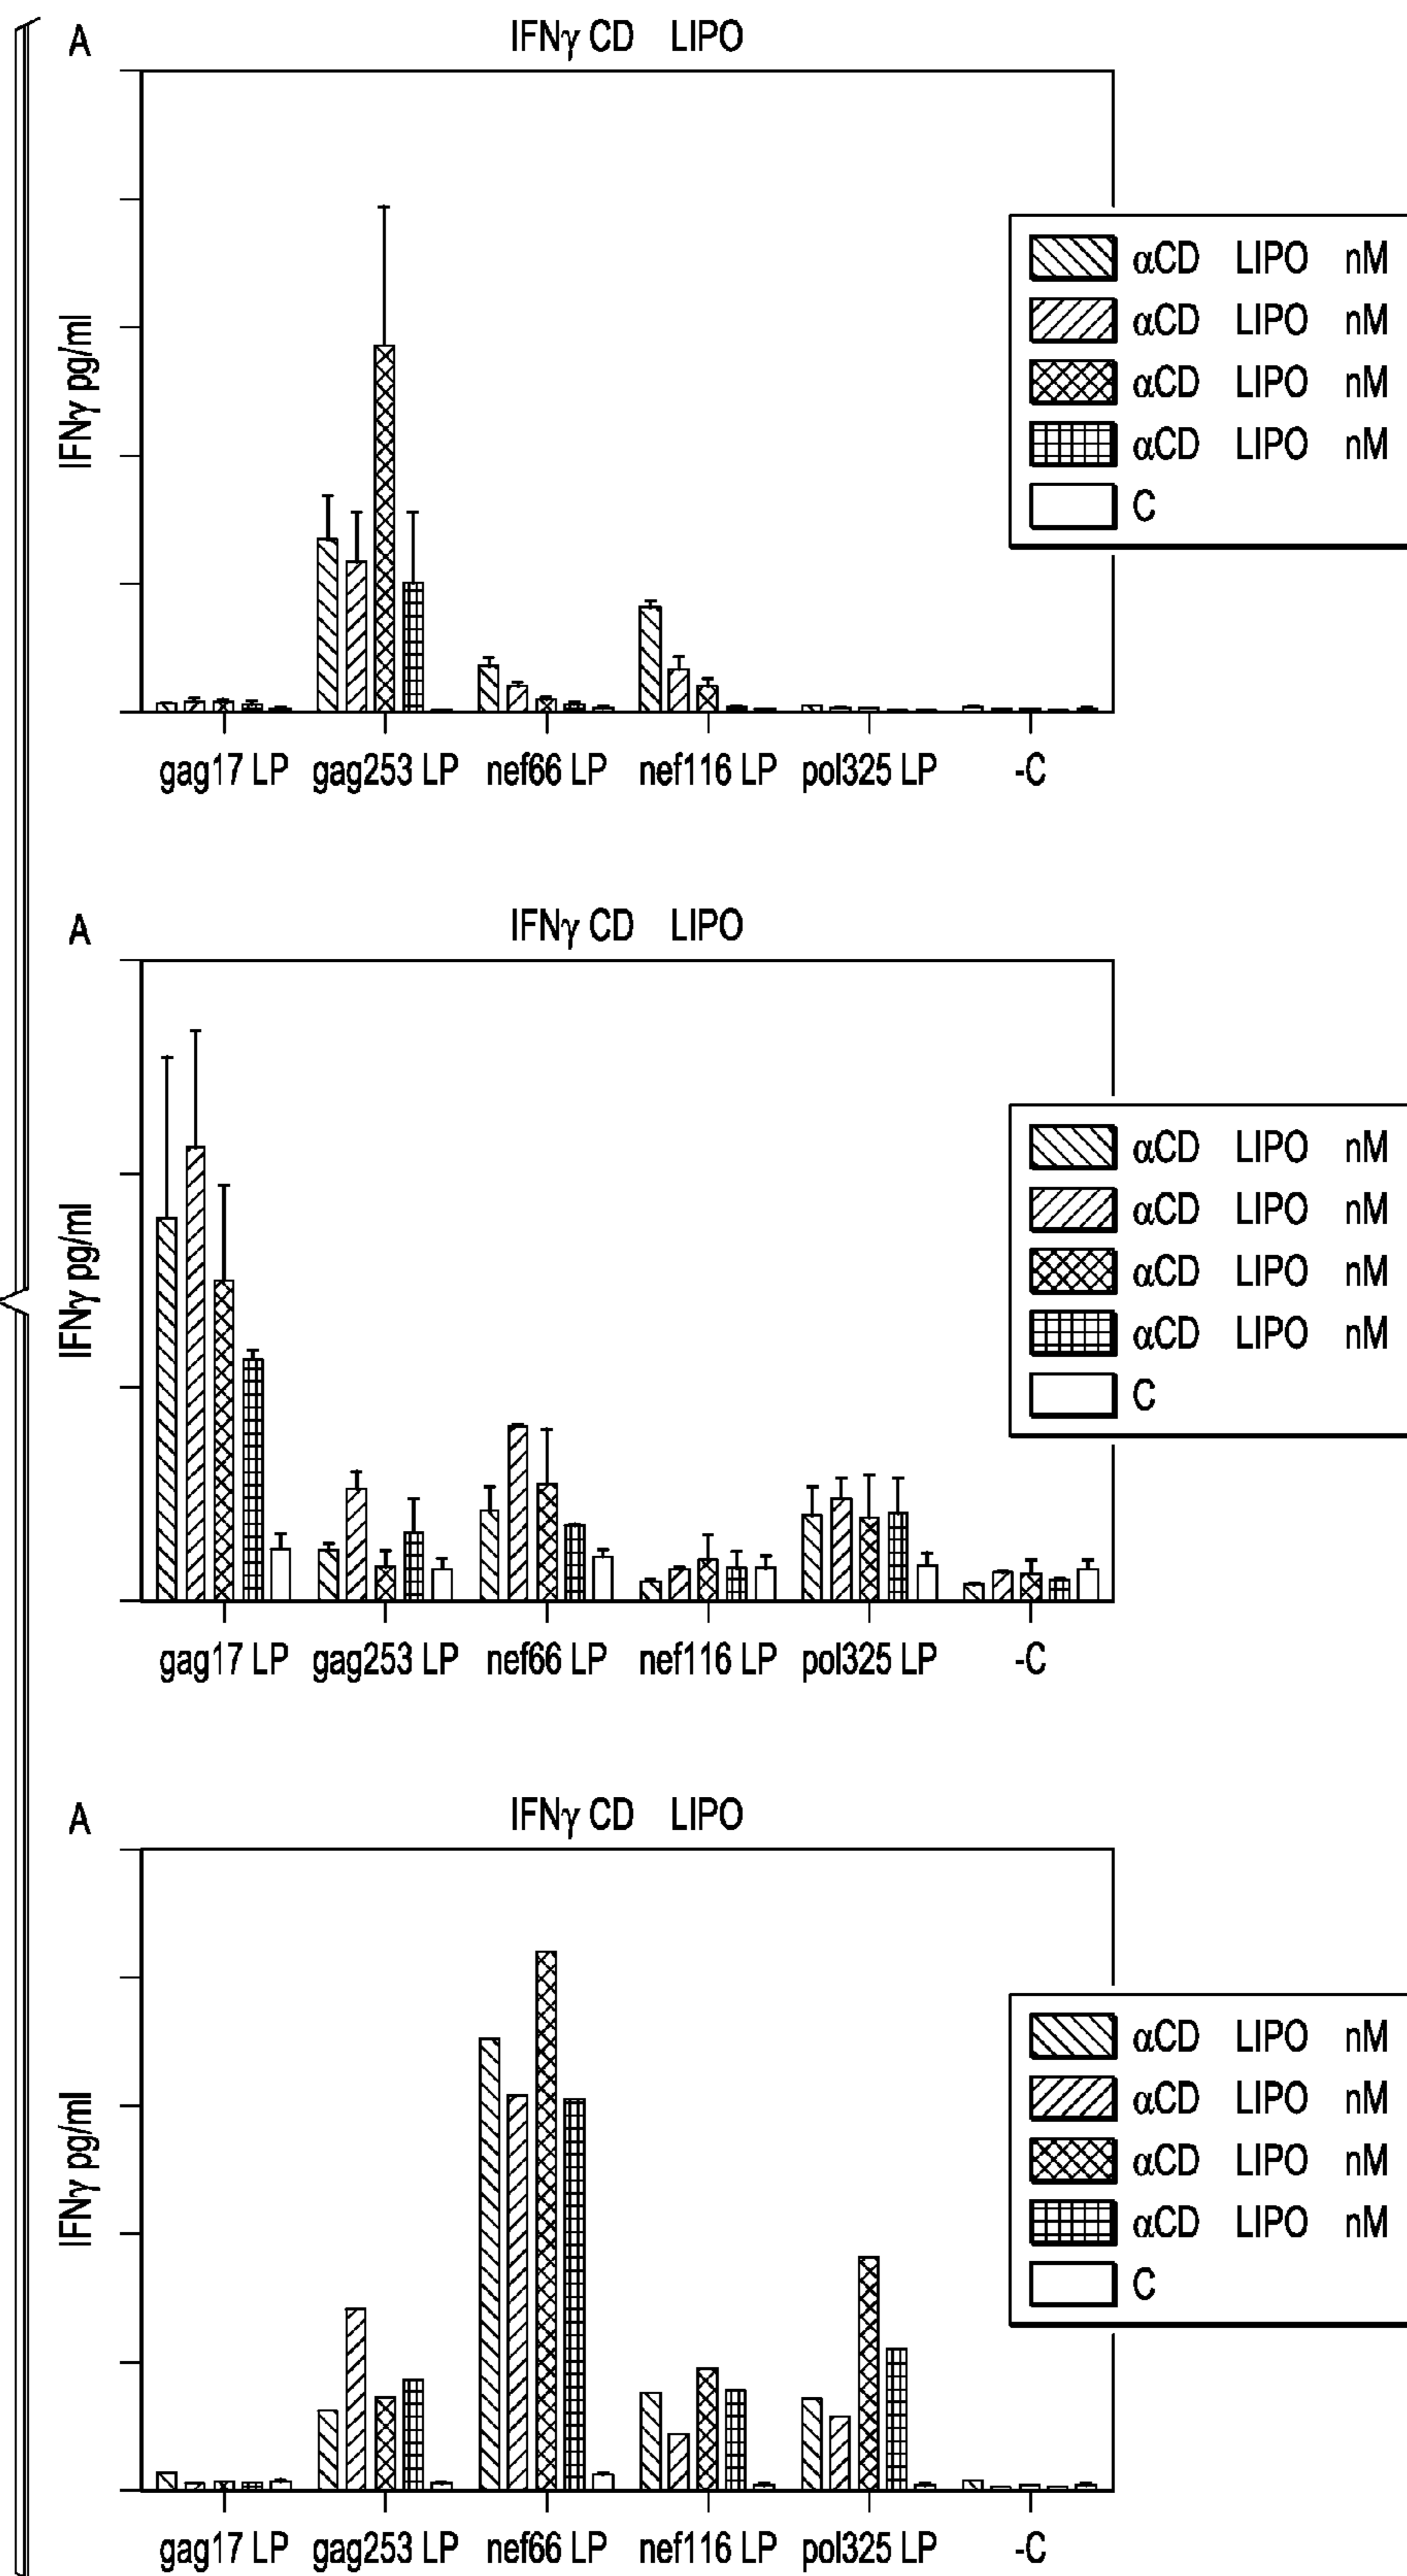 A IFNγ CD LIPO
IFNγ pg/ml
αCD LIPO nM
αCD LIPO nM
αCD LIPO nM
αCD LIPO nM
C
gag17 LP gag253 LP nef66 LP nef116 LP pol325 LP -C
A IFNγ CD LIPO
IFNγ pg/ml
αCD LIPO nM
αCD LIPO nM
αCD LIPO nM
αCD LIPO nM
C
gag17 LP gag253 LP nef66 LP nef116 LP pol325 LP -C
A IFNγ CD LIPO
IFNγ pg/ml
αCD LIPO nM
αCD LIPO nM
αCD LIPO nM
αCD LIPO nM
C
gag17 LP gag253 LP nef66 LP nef116 LP pol325 LP -C